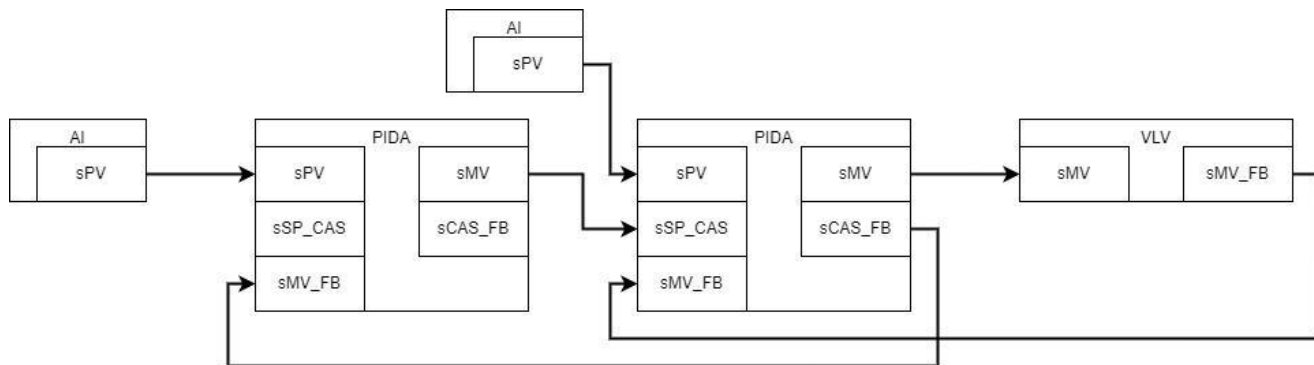 AI
sPV
AI
sPV
PIDA
sPV
sMV
sSP_CAS
sCAS_FB
sMV_FB
PIDA
sPV
sMV
sSP_CAS
sCAS_FB
sMV_FB
VLV
sMV
sMV_FB